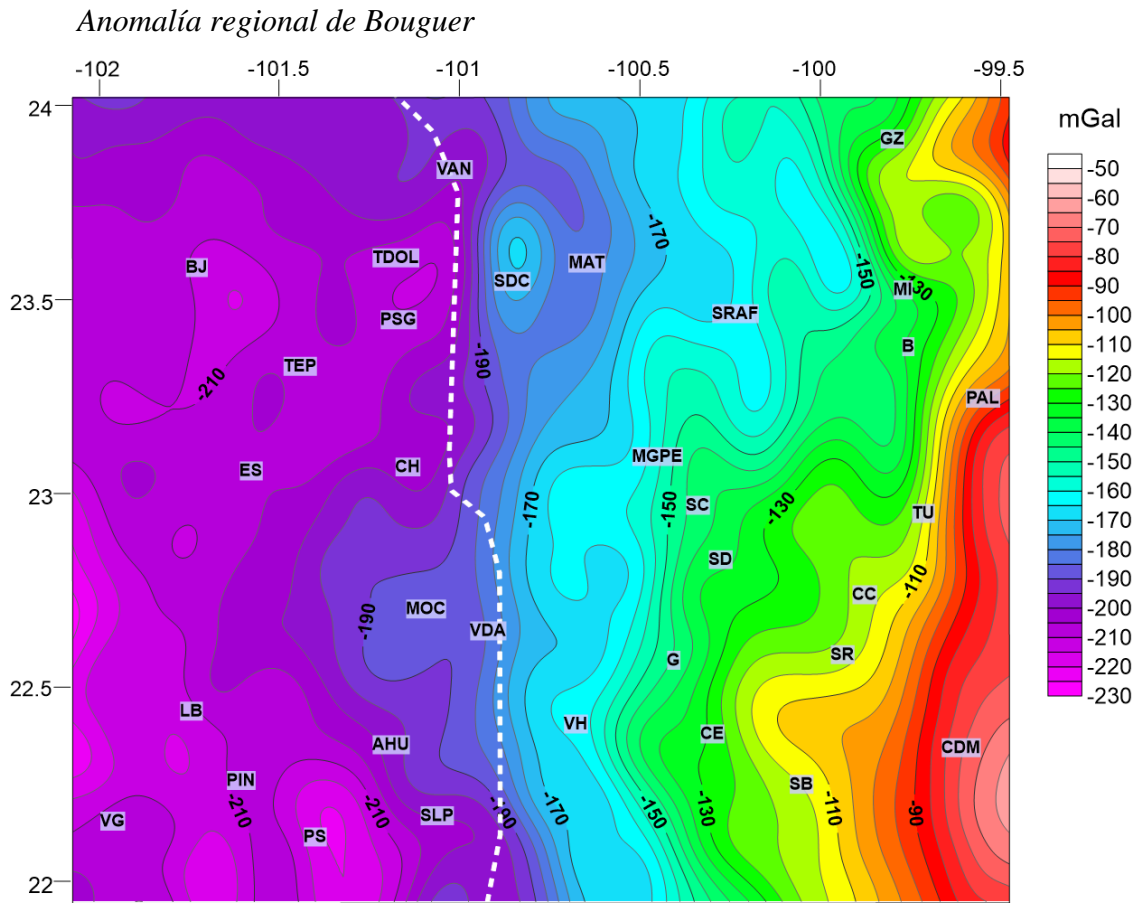 Anomalía regional de Bouguer
-102 -101.5 -101 -100.5 -100 -99.5
24
mGal
GZ
VAN
-50
-60
-70
-80
-90
-100
-110
-120
-130
-140
-150
-160
-170
-180
-190
-200
-210
-220
-230
-170
BJ TDOL MAT
SDC -150
MI -130
23.5
PSG SRAF
B
TEP -190
-210
PAL
MGPE
ES CH
23
-170 -150 SC -130 TU
SD
-110
CC
MOC
-190
VDA
SR
G
22.5
LB
VH CE
AHU CDM
PIN SB
-210 -210 SLP -190 -170 -150 -130 -110 -90
VG PS
22